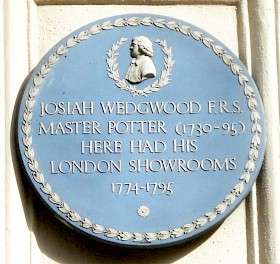 JOSIAH WEDGWOOD F.R.S.
MASTER POTTER (1730-95)
HERE HAD HIS
LONDON SHOWROOMS
1774-1795